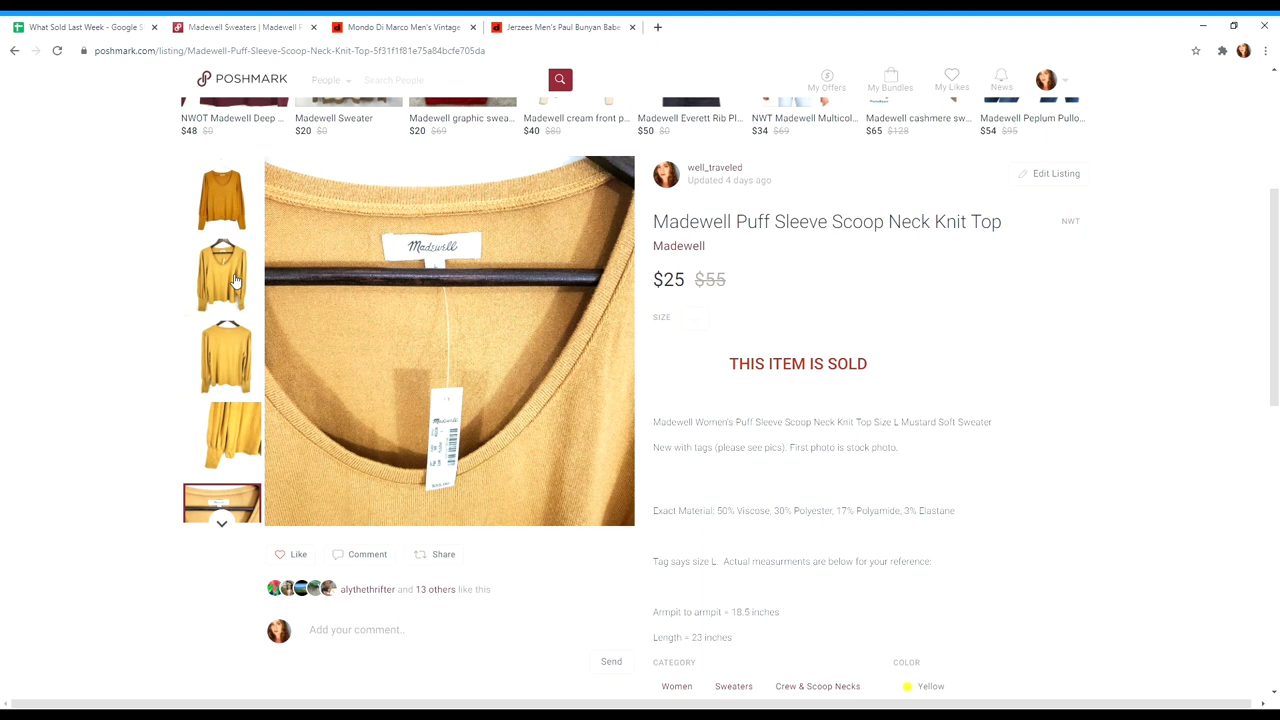 What Sold Last Week - Google S
Madewell Sweaters | Madewell P
Mondo Di Marco Men's Vintage
Jerzees Men's Paul Bunyan Babe
poshmark.com/listing/Madewell-Puff-Sleeve-Scoop-Neck-Knit-Top-5f31f1f81e75a84bcfe705da
POSHMARK
People
Search People
My Offers
My Bundles
My Likes
News
NWOT Madewell Deep ...
Madewell Sweater
Madewell graphic swea...
Madewell cream front p...
Madewell Everett Rib Pl...
NWT Madewell Multicol...
Madewell cashmere sw...
Madewell Peplum Pullo...
$48 $0
$20 $0
$20 $69
$40 $80
$50 $0
$34 $69
$65 $128
$54 $95
Madewell
Madewell
well_traveled
Updated 4 days ago
Edit Listing
Madewell Puff Sleeve Scoop Neck Knit Top
NWT
Madewell
$25 $55
SIZE
THIS ITEM IS SOLD
Madewell Women's Puff Sleeve Scoop Neck Knit Top Size L Mustard Soft Sweater
New with tags (please see pics). First photo is stock photo.
Exact Material: 50% Viscose, 30% Polyester, 17% Polyamide, 3% Elastane
Tag says size L. Actual measurments are below for your reference:
Armpit to armpit = 18.5 inches
Length = 23 inches
CATEGORY
COLOR
Women
Sweaters
Crew & Scoop Necks
Yellow
Like
Comment
Share
alythethrifter and 13 others like this
Add your comment..
Send